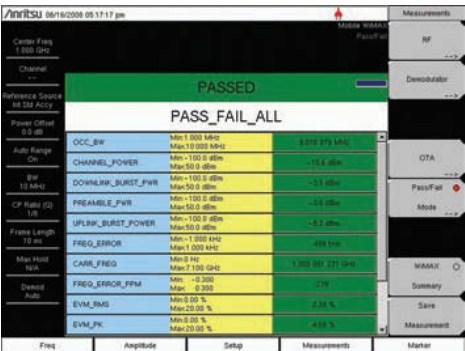 Anritsu 06/16/2008 05:17:17 pm
Measurements
Mobile WiMAX
Pass/Fail
Center Freq
1.000 GHz
Channel
--
Reference Source
Int Std Accy
Power Offset
0.0 dB
Auto Range
On
BW
10 MHz
CP Ratio (G)
1/8
Frame Length
10 ms
Max Hold
N/A
Demod
Auto
PASSED
PASS_FAIL_ALL
OCC_BW
Min:1.000 MHz
Max:10.000 MHz
CHANNEL_POWER
Min:-100.0 dBm
Max:50.0 dBm
DOWNLINK_BURST_PWR
Min:-100.0 dBm
Max:50.0 dBm
PREAMBLE_PWR
Min:-100.0 dBm
Max:50.0 dBm
UPLINK_BURST_POWER
Min:-100.0 dBm
Max:50.0 dBm
FREQ_ERROR
Min:-1.000 kHz
Max:1.000 kHz
CARR_FREQ
Min:0 Hz
Max:7.100 GHz
FREQ_ERROR_PPM
Min: -0.300
Max: 0.300
EVM_RMS
Min:0.00 %
Max:20.00 %
EVM_PK
Min:0.00 %
Max:20.00 %
RF
-->
Demodulator
-->
OTA
-->
Pass/Fail
Mode
-->
WiMAX
Summary
Save
Measurement
Freq
Amplitude
Setup
Measurements
Marker